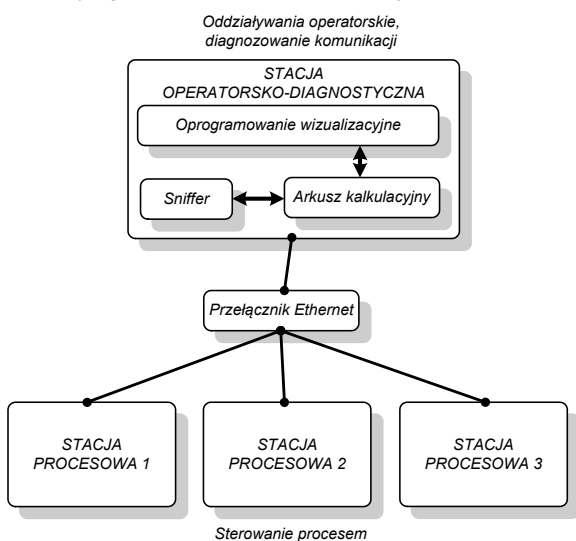 Oddziaływania operatorskie,
diagnozowanie komunikacji
STACJA
OPERATORSKO-DIAGNOSTYCZNA
Oprogramowanie wizualizacyjne
Sniffer
Arkusz kalkulacyjny
Przełącznik Ethernet
STACJA
PROCESOWA 1
STACJA
PROCESOWA 2
STACJA
PROCESOWA 3
Sterowanie procesem